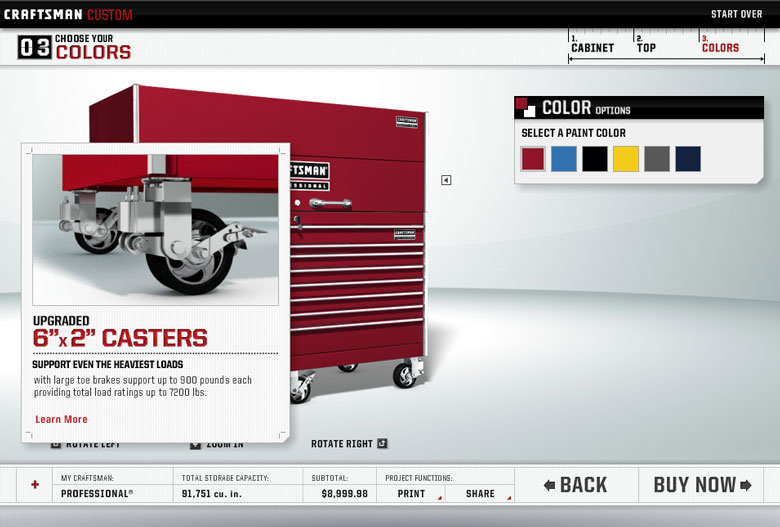 CRAFTSMAN CUSTOM
START OVER
03 CHOOSE YOUR
COLORS
1. CABINET
2. TOP
3. COLORS
COLOR OPTIONS
SELECT A PAINT COLOR
CRAFTSMAN
FTSMAN®
ESSIONAL
CRAFTSMAN
UPGRADED
6”x2” CASTERS
SUPPORT EVEN THE HEAVIEST LOADS
with large toe brakes support up to 900 pounds each
providing total load ratings up to 7200 lbs.
Learn More
ROTATE LEFT
ZOOM IN
ROTATE RIGHT
MY CRAFTSMAN:
PROFESSIONAL®
TOTAL STORAGE CAPACITY:
91,751 cu. in.
SUBTOTAL:
$8,999.98
PROJECT FUNCTIONS:
PRINT
SHARE
BACK
BUY NOW